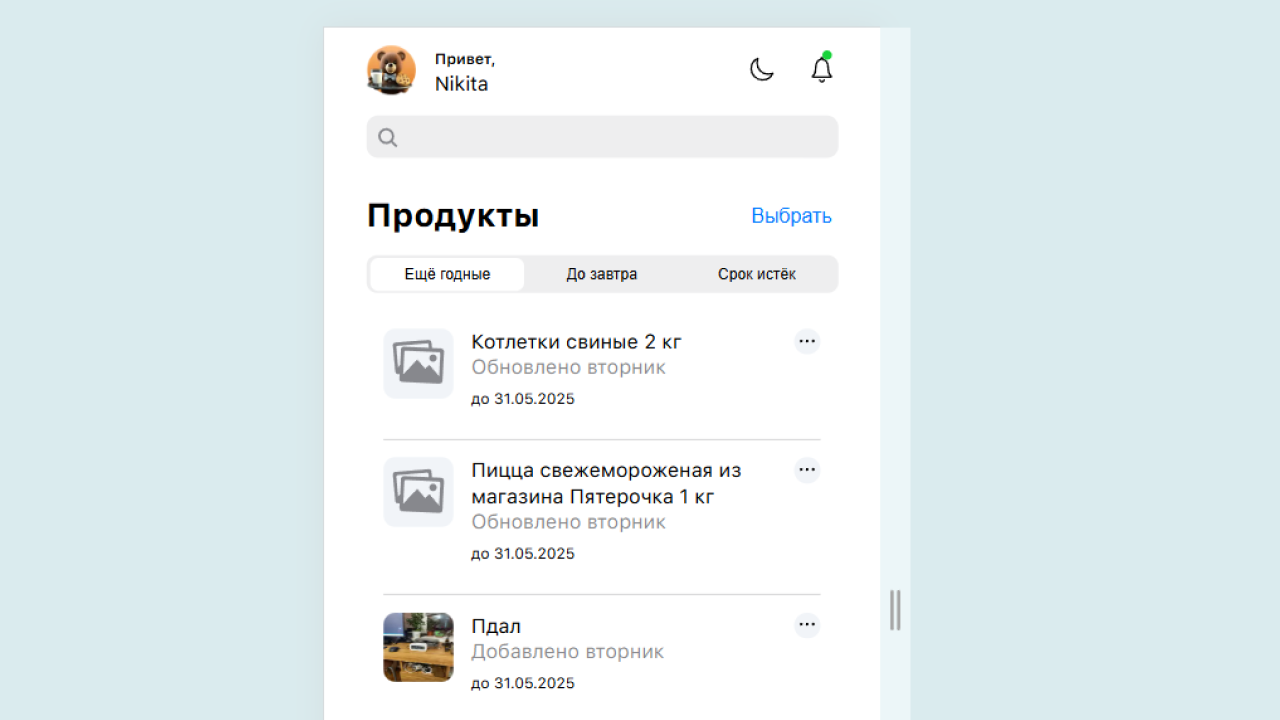 Привет,
Nikita
Продукты
Выбрать
Ещё годные
До завтра
Срок истёк
Котлетки свиные 2 кг
Обновлено вторник
до 31.05.2025
Пицца свежемороженая из
магазина Пятерочка 1 кг
Обновлено вторник
до 31.05.2025
Пдал
Добавлено вторник
до 31.05.2025